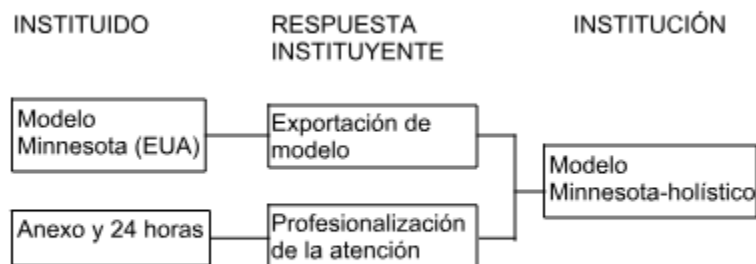 INSTITUIDO
RESPUESTA
INSTITUYENTE
INSTITUCIÓN
Modelo
Minnesota (EUA)
Exportación de
modelo
Modelo
Minnesota-holístico
Anexo y 24 horas
Profesionalización
de la atención